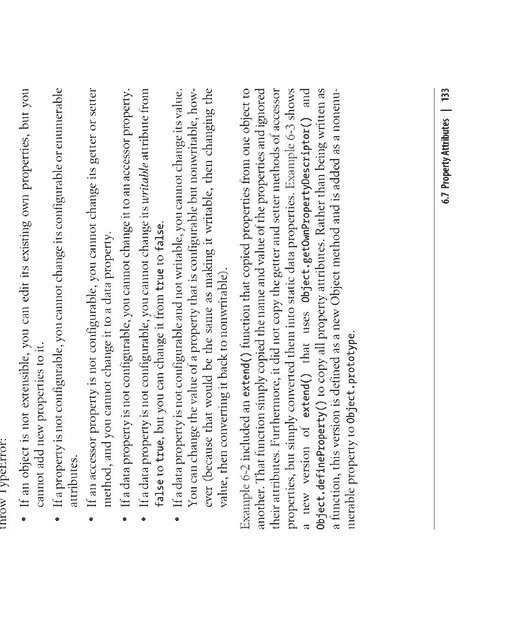 throw TypeError:
• If an object is not extensible, you can edit its existing own properties, but you
cannot add new properties to it.
• If a property is not configurable, you cannot change its configurable or enumerable
attributes.
• If an accessor property is not configurable, you cannot change its getter or setter
method, and you cannot change it to a data property.
• If a data property is not configurable, you cannot change it to an accessor property.
• If a data property is not configurable, you cannot change its writable attribute from
false to true, but you can change it from true to false.
• If a data property is not configurable and not writable, you cannot change its value.
You can change the value of a property that is configurable but nonwritable, how-
ever (because that would be the same as making it writable, then changing the
value, then converting it back to nonwritable).
Example 6-2 included an extend() function that copied properties from one object to
another. That function simply copied the name and value of the properties and ignored
their attributes. Furthermore, it did not copy the getter and setter methods of accessor
properties, but simply converted them into static data properties. Example 6-3 shows
a new version of extend() that uses Object.getOwnPropertyDescriptor() and
Object.defineProperty() to copy all property attributes. Rather than being written as
a function, this version is defined as a new Object method and is added as a nonenu-
merable property to Object.prototype.
6.7 Property Attributes | 133